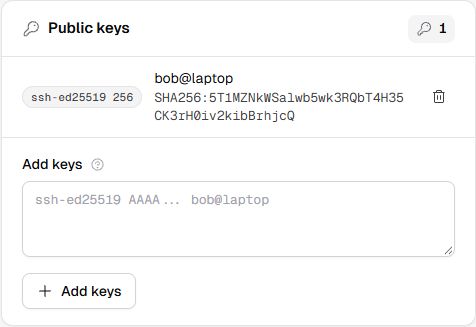 Public keys
1
ssh-ed25519 256
bob@laptop
SHA256:5T1MZNkWSalwb5wk3RQbT4H35
CK3rH0iv2kibBrhjcQ
Add keys
ssh-ed25519 AAAA... bob@laptop
Add keys